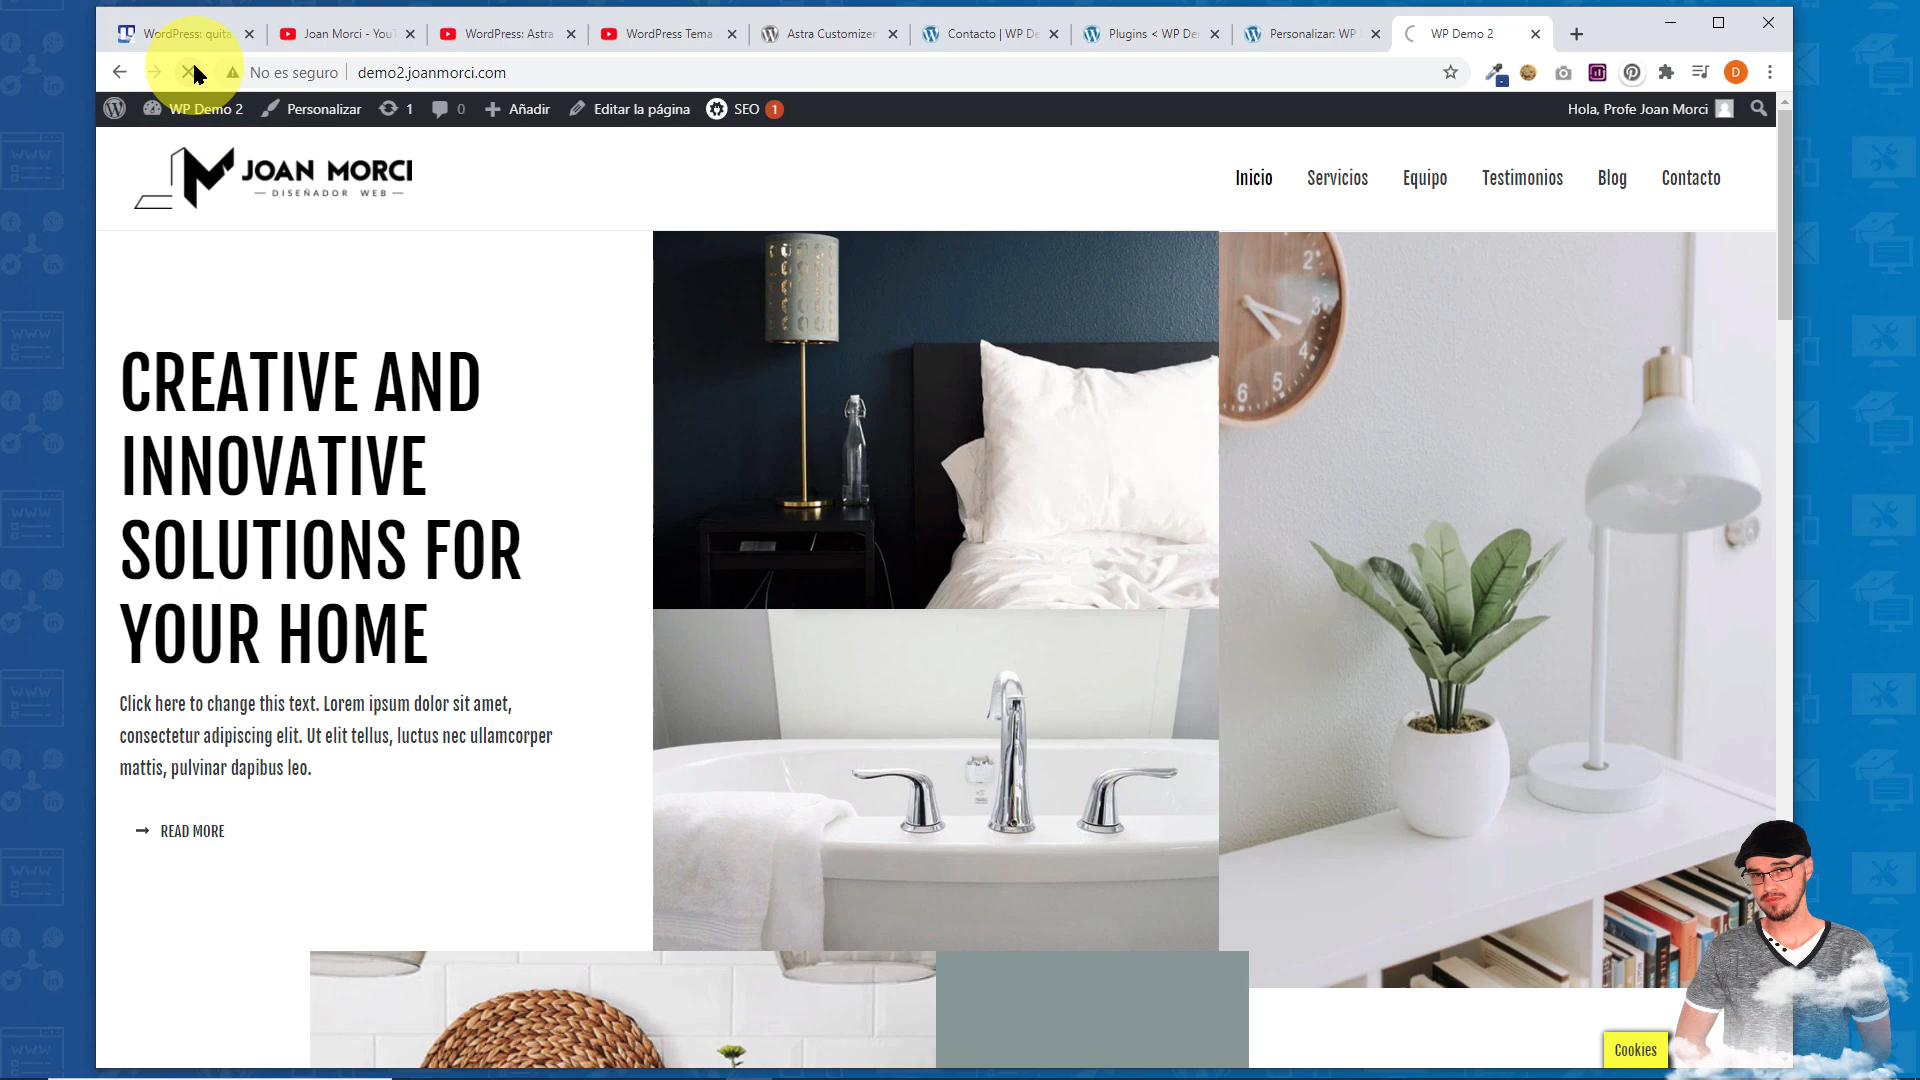 WordPress: quita
Joan Morci - YouT
WordPress: Astra
WordPress Tema
Astra Customizer
Contacto | WP De
Plugins < WP De
Personalizar: WP
WP Demo 2
No es seguro
demo2.joanmorci.com
WP Demo 2
Personalizar
1
0
Añadir
Editar la página
SEO
1
Hola, Profe Joan Morci
JOAN MORCI
— DISEÑADOR WEB —
Inicio
Servicios
Equipo
Testimonios
Blog
Contacto
CREATIVE AND
INNOVATIVE
SOLUTIONS FOR
YOUR HOME
Click here to change this text. Lorem ipsum dolor sit amet,
consectetur adipiscing elit. Ut elit tellus, luctus nec ullamcorper
mattis, pulvinar dapibus leo.
READ MORE
Cookies